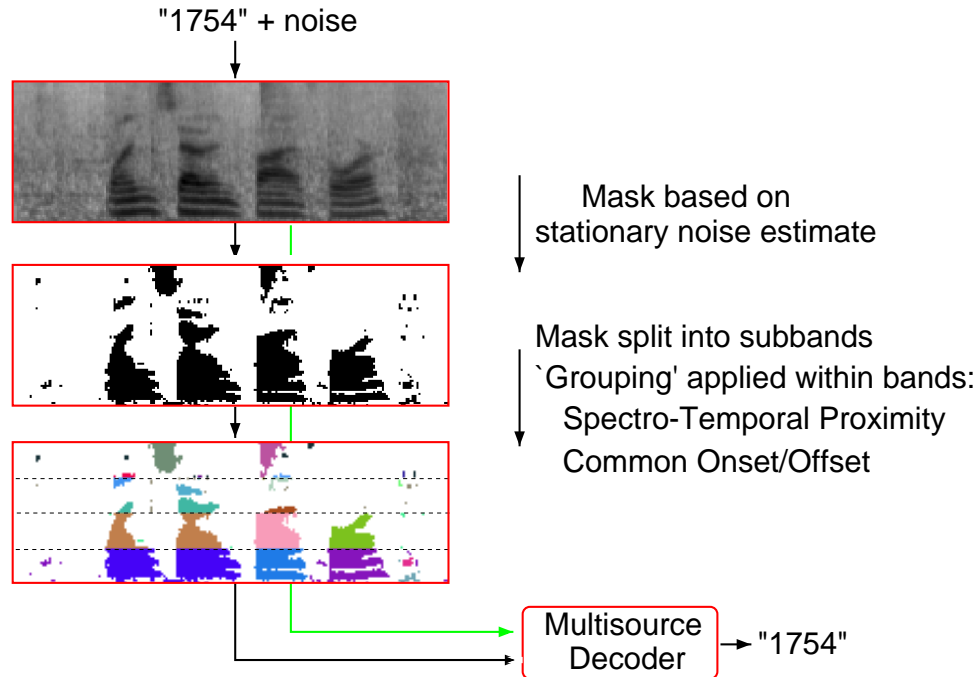 "1754" + noise
Mask based on
stationary noise estimate
Mask split into subbands
`Grouping' applied within bands:
Spectro-Temporal Proximity
Common Onset/Offset
Multisource
Decoder
"1754"